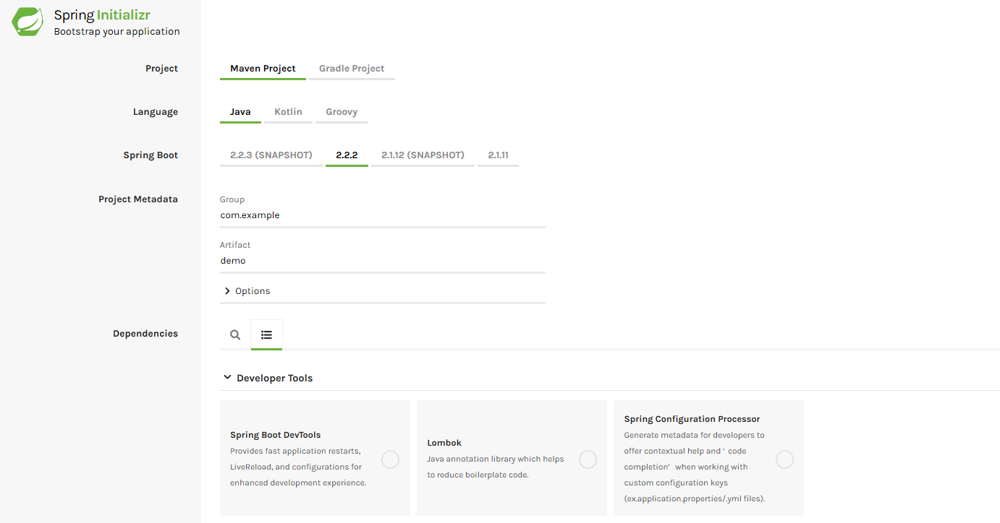 Spring Initializr
Bootstrap your application
Project
Maven Project Gradle Project
Language
Java Kotlin Groovy
Spring Boot
2.2.3 (SNAPSHOT) 2.2.2 2.1.12 (SNAPSHOT) 2.1.11
Project Metadata
Group
com.example
Artifact
demo
Options
Dependencies
Developer Tools
Spring Boot DevTools
Provides fast application restarts,
LiveReload, and configurations for
enhanced development experience.
Lombok
Java annotation library which helps
to reduce boilerplate code.
Spring Configuration Processor
Generate metadata for developers to
offer contextual help and ‘ code
completion’ when working with
custom configuration keys
(ex.application.properties/.yml files).